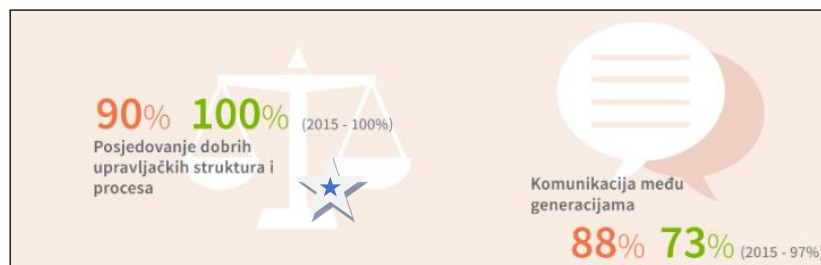 90% 100% (2015 - 100%)
Posjedovanje dobrih
upravljačkih struktura i
procesa
Komunikacija među
generacijama
88% 73% (2015 - 97%)